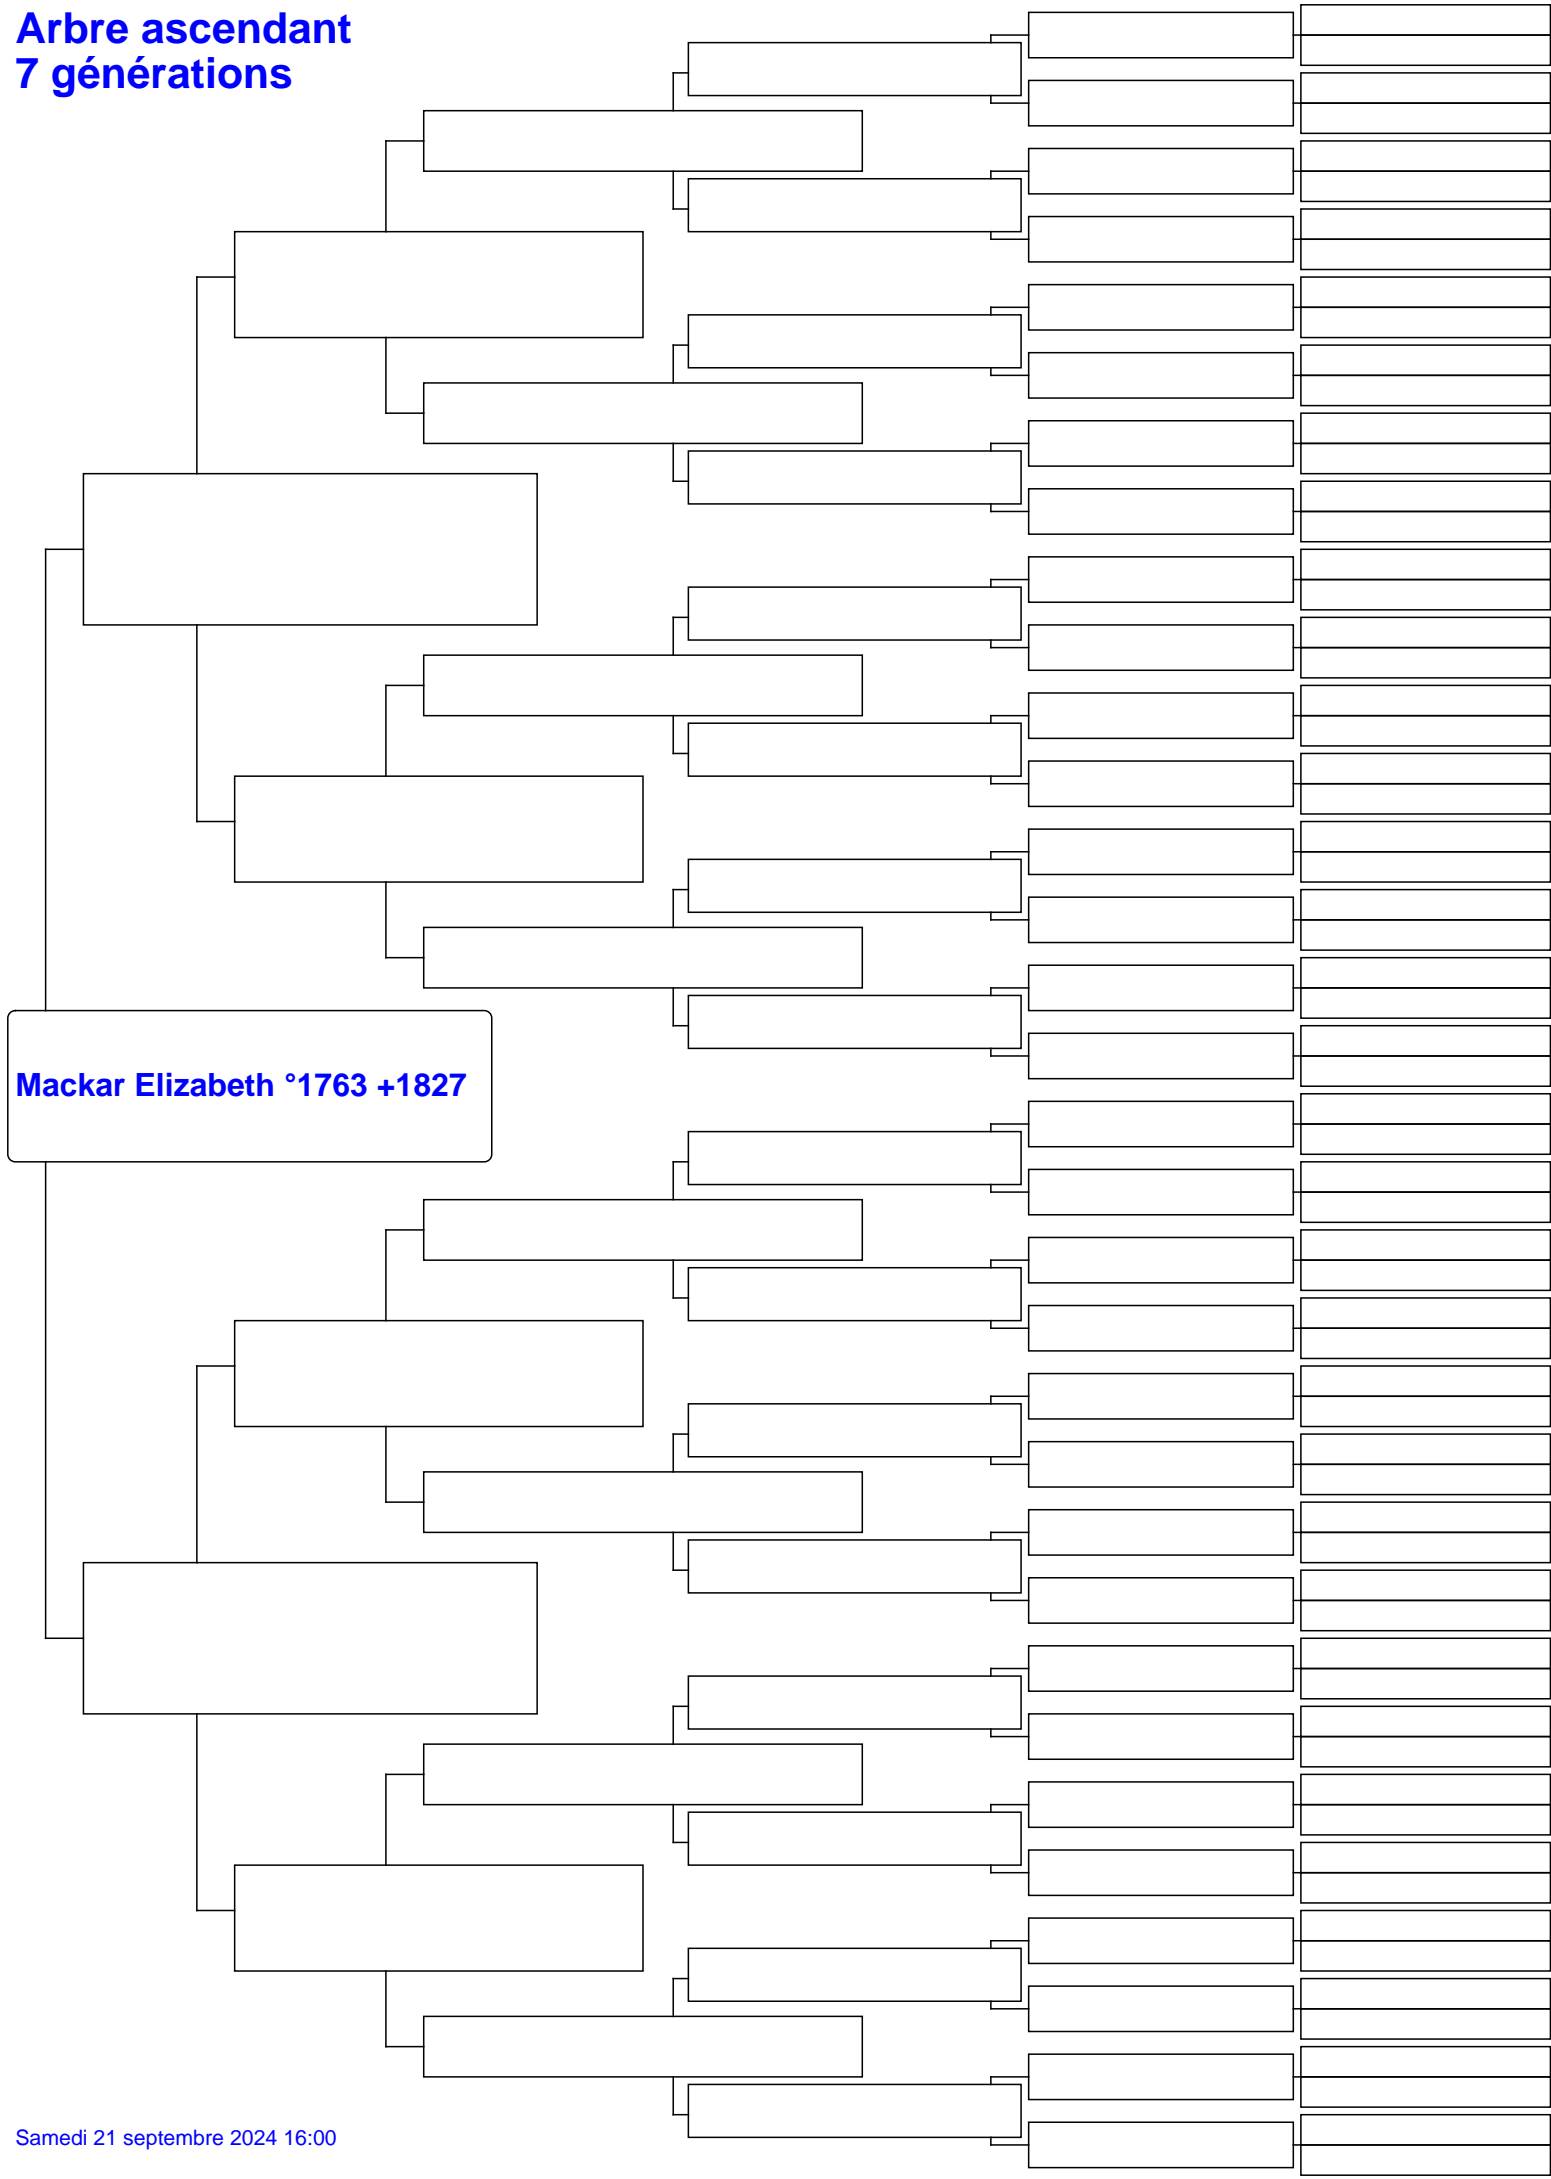 Arbre ascendant
7 générations
Mackar Elizabeth °1763 +1827
Samedi 21 septembre 2024 16:00